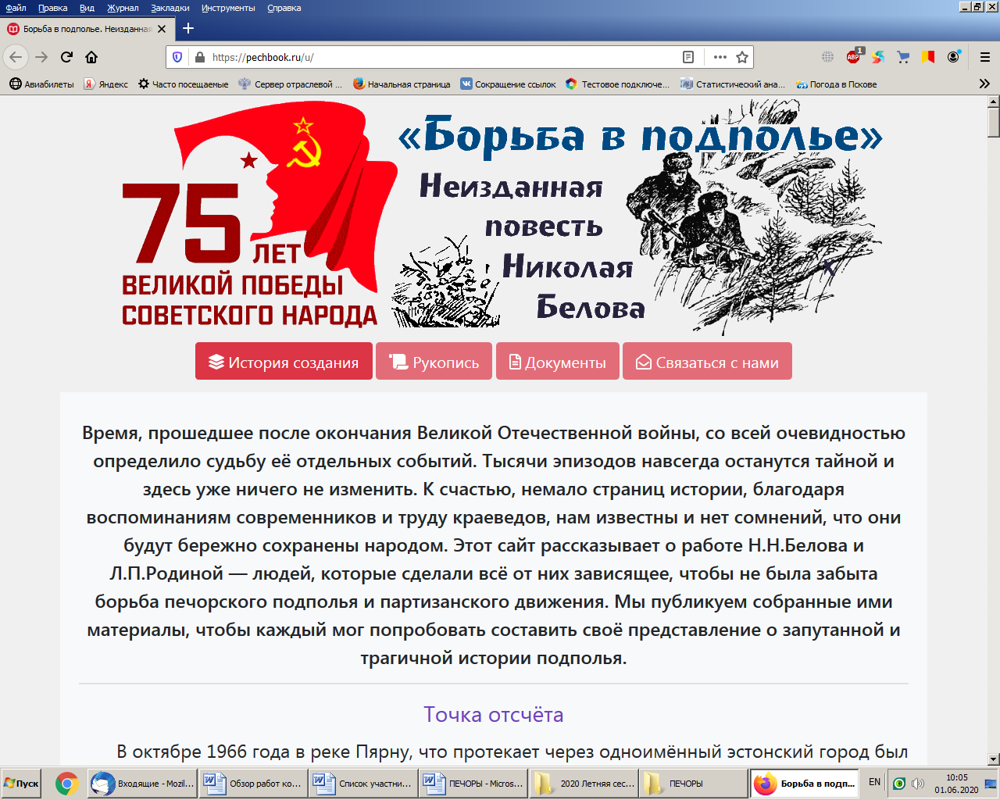 Файл Правка Вид Журнал Закладки Инструменты Справка
Борьба в подполье. Неизданная
https://pechbook.ru/u/
ABP 1
Авиабилеты Яндекс Часто посещаемые Сервер отраслевой ... Начальная страница Сокращение ссылок Тестовое подключе... Статистический ана... Погода в Пскове
«Борьба в подполье»
Неизданная
повесть
Николая
Белова
75 ЛЕТ
ВЕЛИКОЙ ПОБЕДЫ
СОВЕТСКОГО НАРОДА
История создания Рукопись Документы Связаться с нами
Время, прошедшее после окончания Великой Отечественной войны, со всей очевидностью
определило судьбу её отдельных событий. Тысячи эпизодов навсегда останутся тайной и
здесь уже ничего не изменить. К счастью, немало страниц истории, благодаря
воспоминаниям современников и труду краеведов, нам известны и нет сомнений, что они
будут бережно сохранены народом. Этот сайт рассказывает о работе Н.Н.Белова и
Л.П.Родиной — людей, которые сделали всё от них зависящее, чтобы не была забыта
борьба печорского подполья и партизанского движения. Мы публикуем собранные ими
материалы, чтобы каждый мог попробовать составить своё представление о запутанной и
трагичной истории подполья.
Точка отсчёта
В октябре 1966 года в реке Пярну, что протекает через одноимённый эстонский город был
Пуск Входящие - Mozil... Обзор работ ко... Список участни... ПЕЧОРЫ - Micros... 2020 Летняя сес... ПЕЧОРЫ Борьба в подп... EN 10:05
01.06.2020